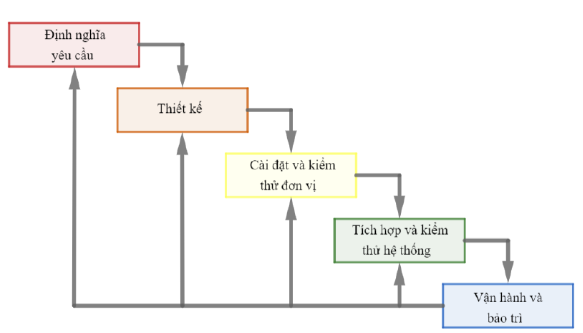 Định nghĩa
yêu cầu
Thiết kế
Cài đặt và kiểm
thử đơn vị
Tích hợp và kiểm
thử hệ thống
Vận hành và
bảo trì